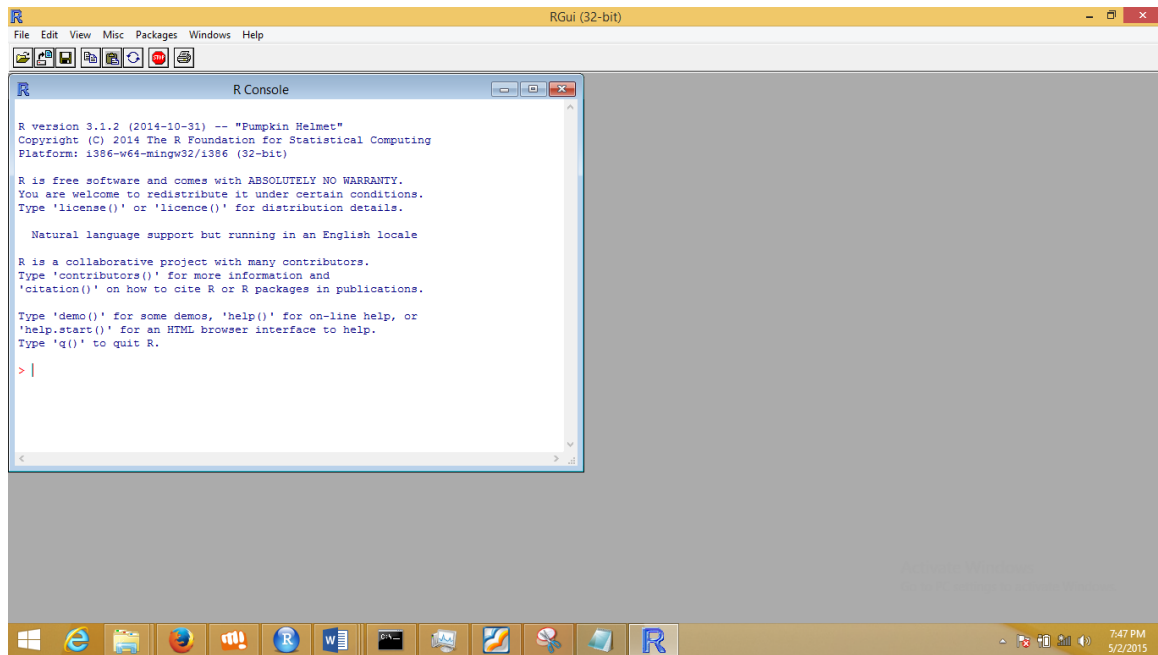 RGui (32-bit)
File Edit View Misc Packages Windows Help
STOP
R Console
R version 3.1.2 (2014-10-31) -- "Pumpkin Helmet"
Copyright (C) 2014 The R Foundation for Statistical Computing
Platform: i386-w64-mingw32/i386 (32-bit)
R is free software and comes with ABSOLUTELY NO WARRANTY.
You are welcome to redistribute it under certain conditions.
Type 'license()' or 'licence()' for distribution details.
Natural language support but running in an English locale
R is a collaborative project with many contributors.
Type 'contributors()' for more information and
'citation()' on how to cite R or R packages in publications.
Type 'demo()' for some demos, 'help()' for on-line help, or
'help.start()' for an HTML browser interface to help.
Type 'q()' to quit R.
>
7:47 PM
5/2/2015